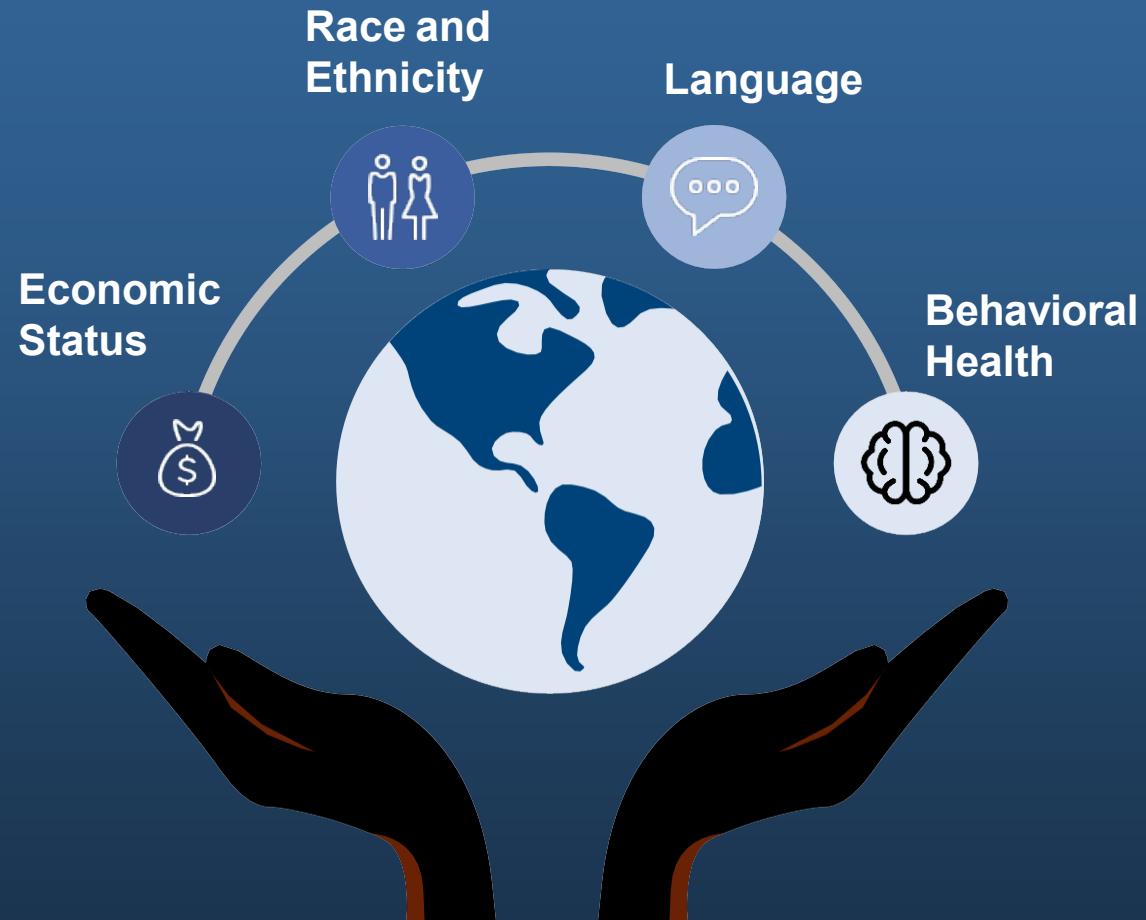 Race and
Ethnicity
Language
Economic
Status
Behavioral
Health
$